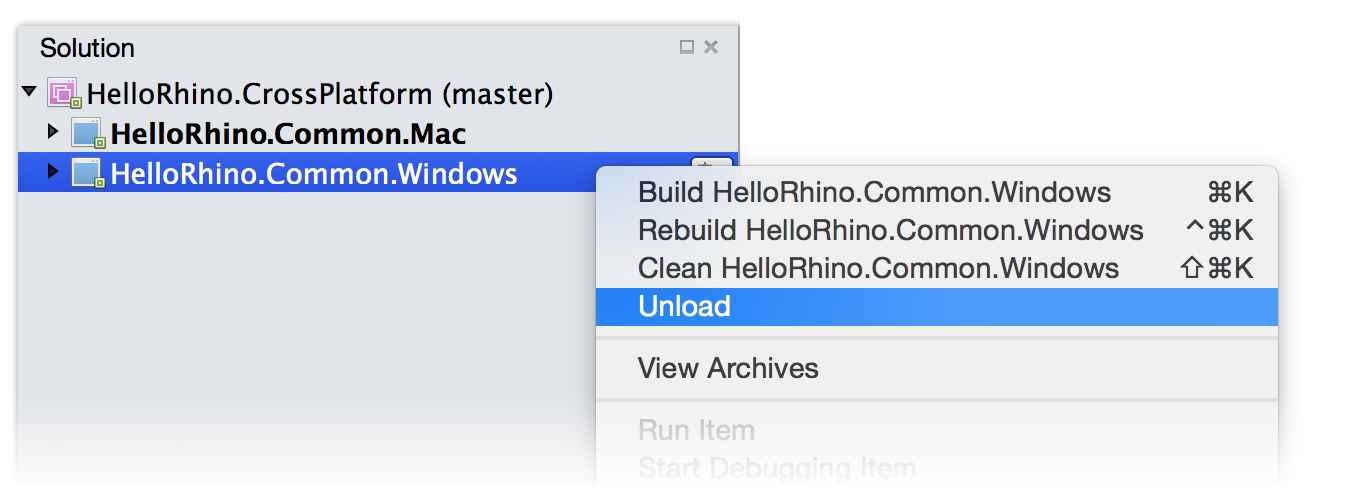 Solution
HelloRhino.CrossPlatform (master)
HelloRhino.Common.Mac
HelloRhino.Common.Windows
Build HelloRhino.Common.Windows ⌘K
Rebuild HelloRhino.Common.Windows ^⌘K
Clean HelloRhino.Common.Windows ⇧⌘K
Unload
View Archives
Run Item
Start Debugging Item